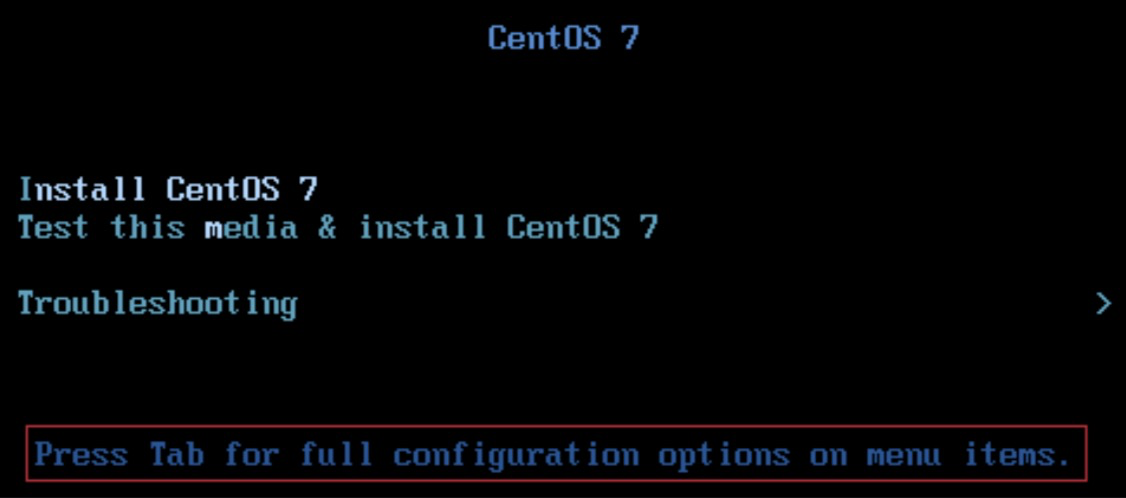 CentOS 7
Install CentOS 7
Test this media & install CentOS 7
Troubleshooting >
Press Tab for full configuration options on menu items.